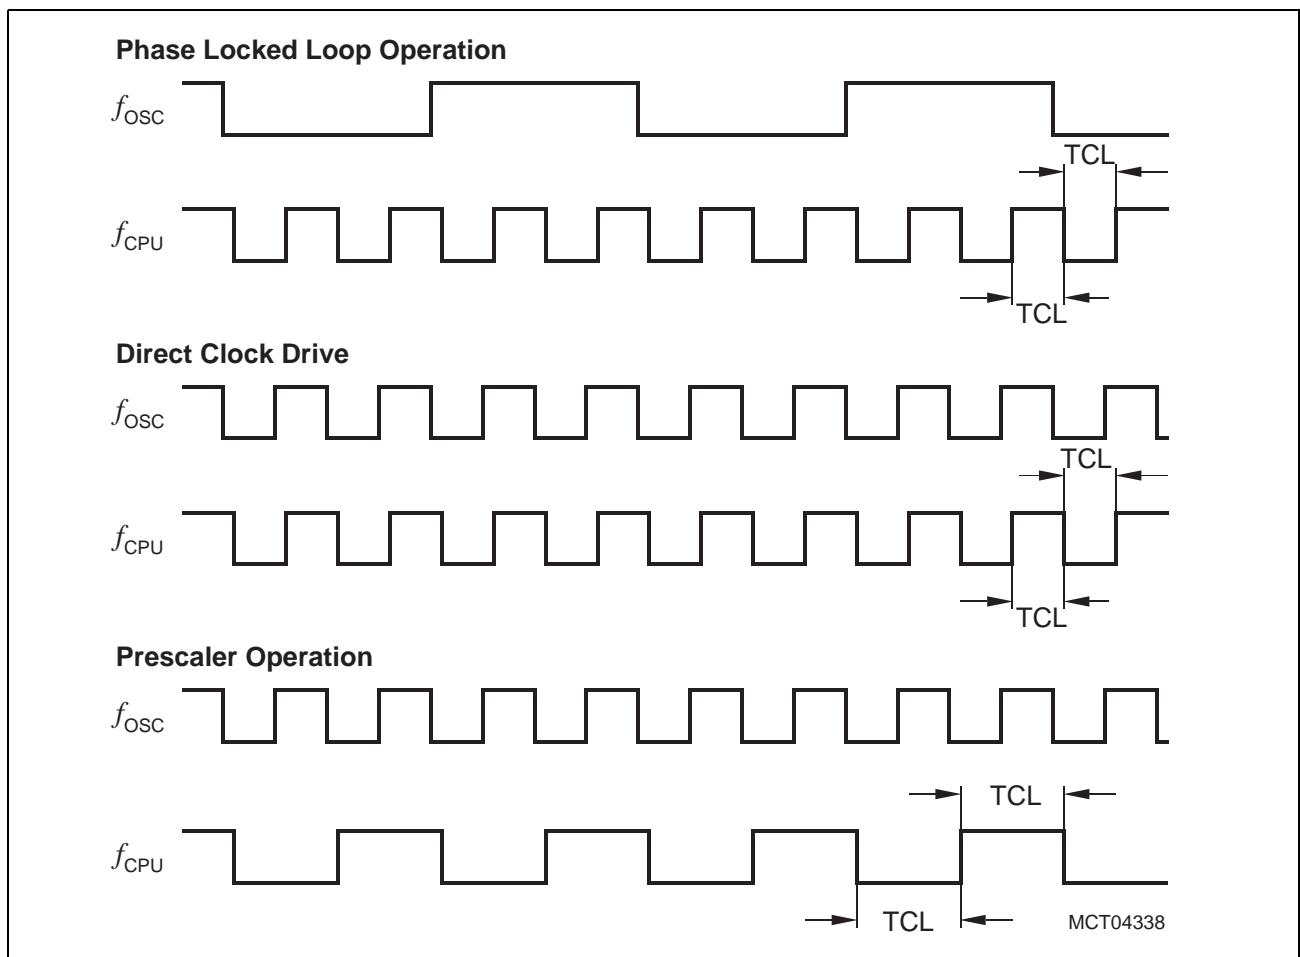 Phase Locked Loop Operation
fOSC
TCL
fCPU
TCL
Direct Clock Drive
fOSC
TCL
fCPU
TCL
Prescaler Operation
fOSC
TCL
fCPU
TCL
MCT04338